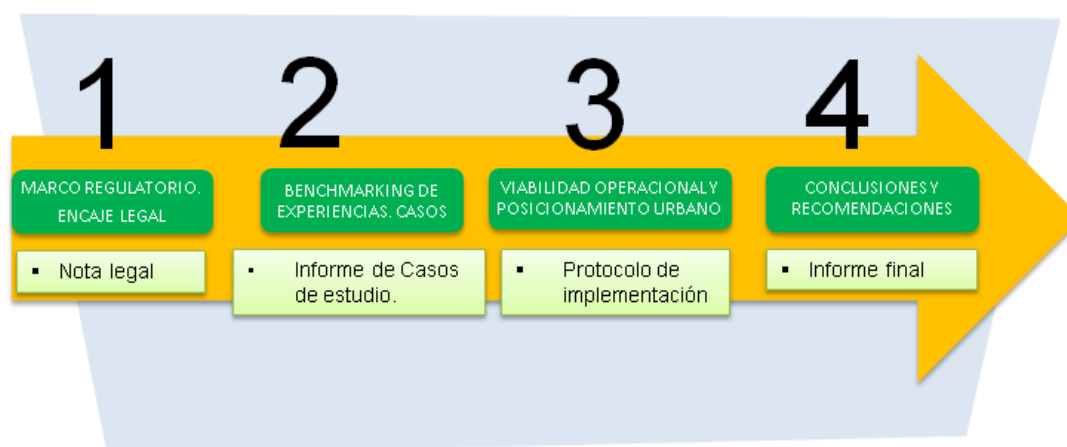 1
MARCO REGULATORIO.
ENCAJE LEGAL
▪ Nota legal
2
BENCHMARKING DE
EXPERIENCIAS. CASOS
▪ Informe de Casos
de estudio.
3
VIABILIDAD OPERACIONAL Y
POSICIONAMIENTO URBANO
▪ Protocolo de
implementación
4
CONCLUSIONES Y
RECOMENDACIONES
▪ Informe final